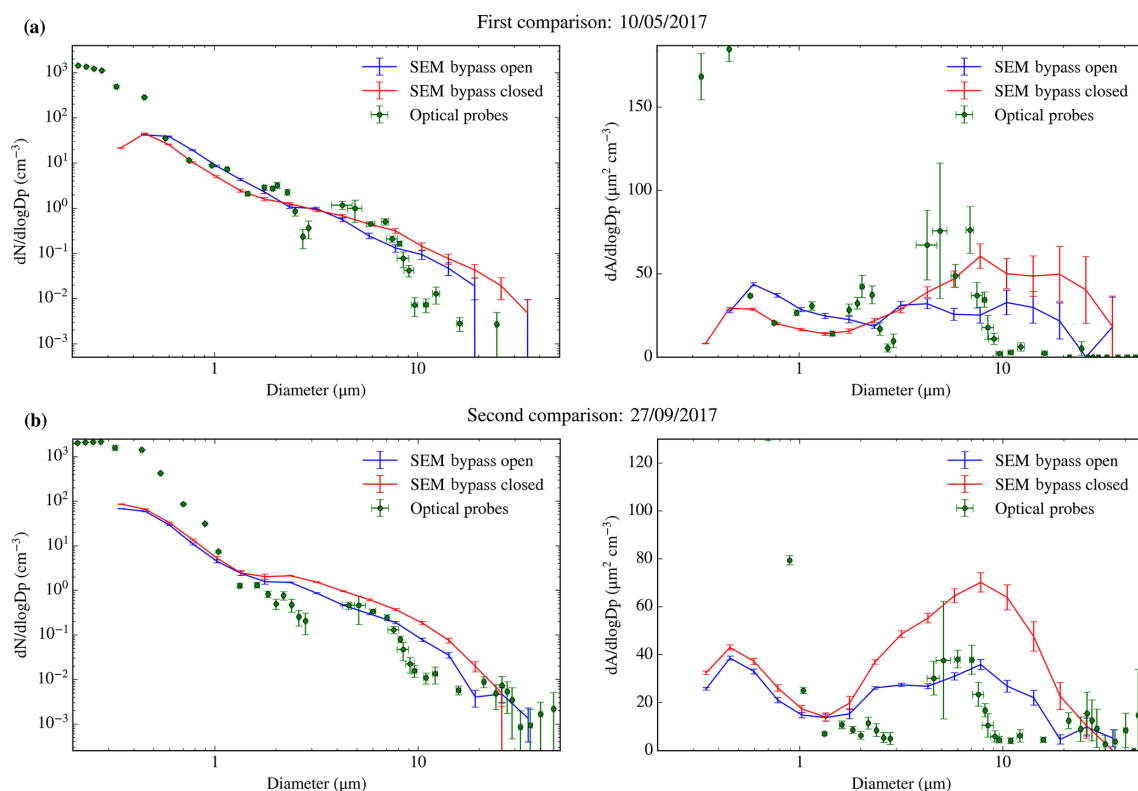 First comparison: 10/05/2017
(a)
10³
10²
10¹
10⁰
10⁻¹
10⁻²
10⁻³
dN/dlogDp (cm⁻³)
SEM bypass open
SEM bypass closed
Optical probes
1
10
Diameter (µm)
150
100
50
0
dA/dlogDp (µm² cm⁻³)
SEM bypass open
SEM bypass closed
Optical probes
1
10
Diameter (µm)
Second comparison: 27/09/2017
(b)
10³
10²
10¹
10⁰
10⁻¹
10⁻²
10⁻³
dN/dlogDp (cm⁻³)
SEM bypass open
SEM bypass closed
Optical probes
1
10
Diameter (µm)
120
100
80
60
40
20
0
dA/dlogDp (µm² cm⁻³)
SEM bypass open
SEM bypass closed
Optical probes
1
10
Diameter (µm)